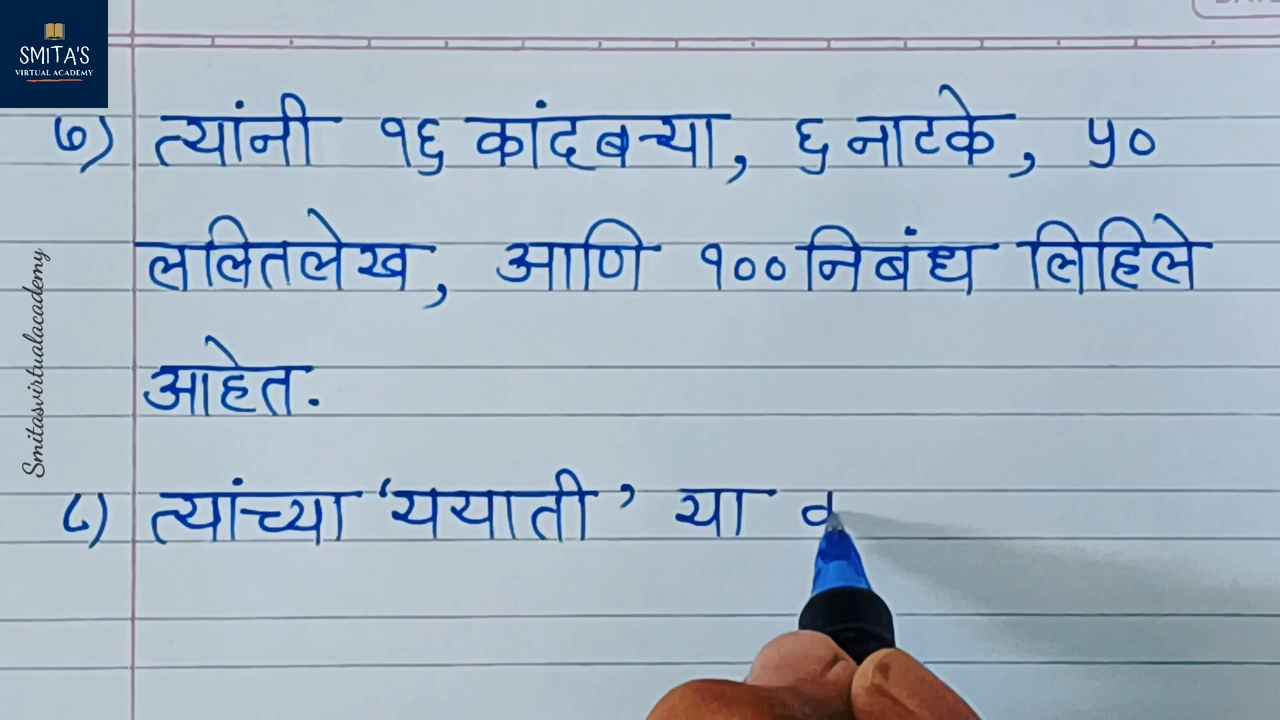 SMITA'S
VIRTUAL ACADEMY
७) त्यांनी १६ कांदबऱ्या, ६ नाटके, ५०
ललितलेख, आणि १०० निबंध लिहिले
आहेत.
८) त्यांच्या 'ययाती' या
Smitasvirtualacademy